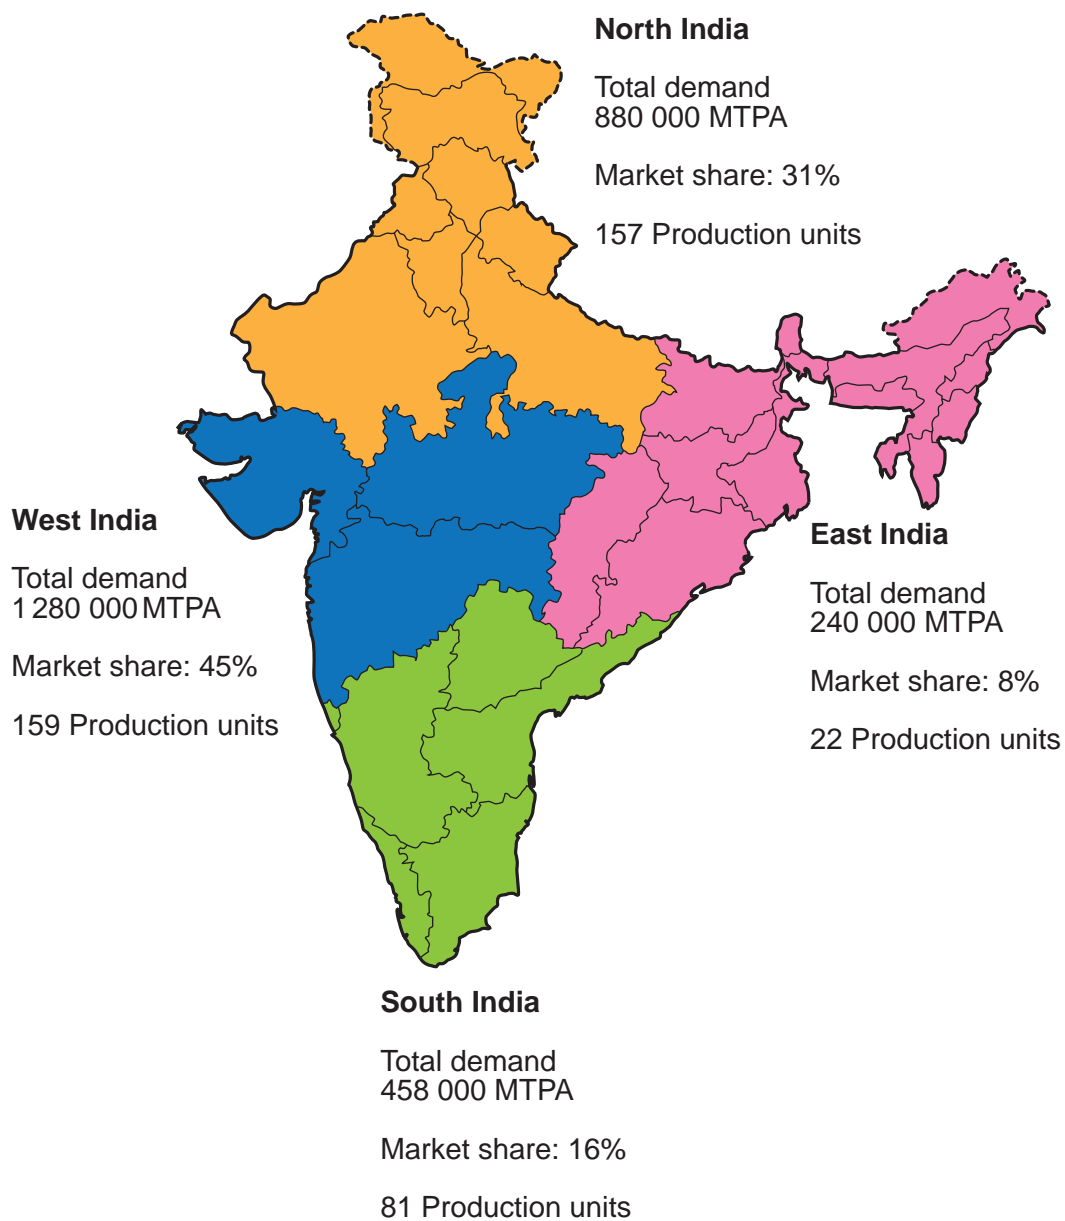 North India
Total demand
880 000 MTPA
Market share: 31%
157 Production units
West India
Total demand
1 280 000 MTPA
Market share: 45%
159 Production units
East India
Total demand
240 000 MTPA
Market share: 8%
22 Production units
South India
Total demand
458 000 MTPA
Market share: 16%
81 Production units